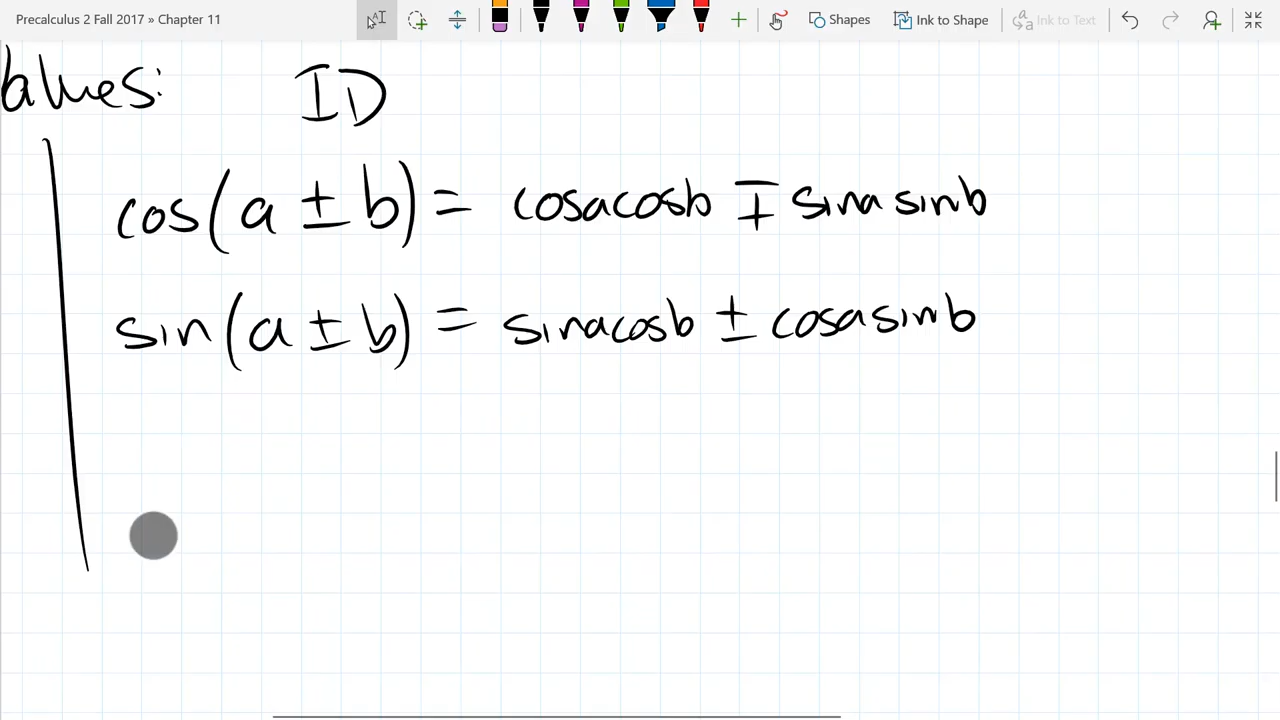 Precalculus 2 Fall 2017 » Chapter 11
Shapes
Ink to Shape
Ink to Text
alues: ID
cos(a ± b) = cosacosb ∓ sinasinb
sin(a ± b) = sinacosb ± cosasinb